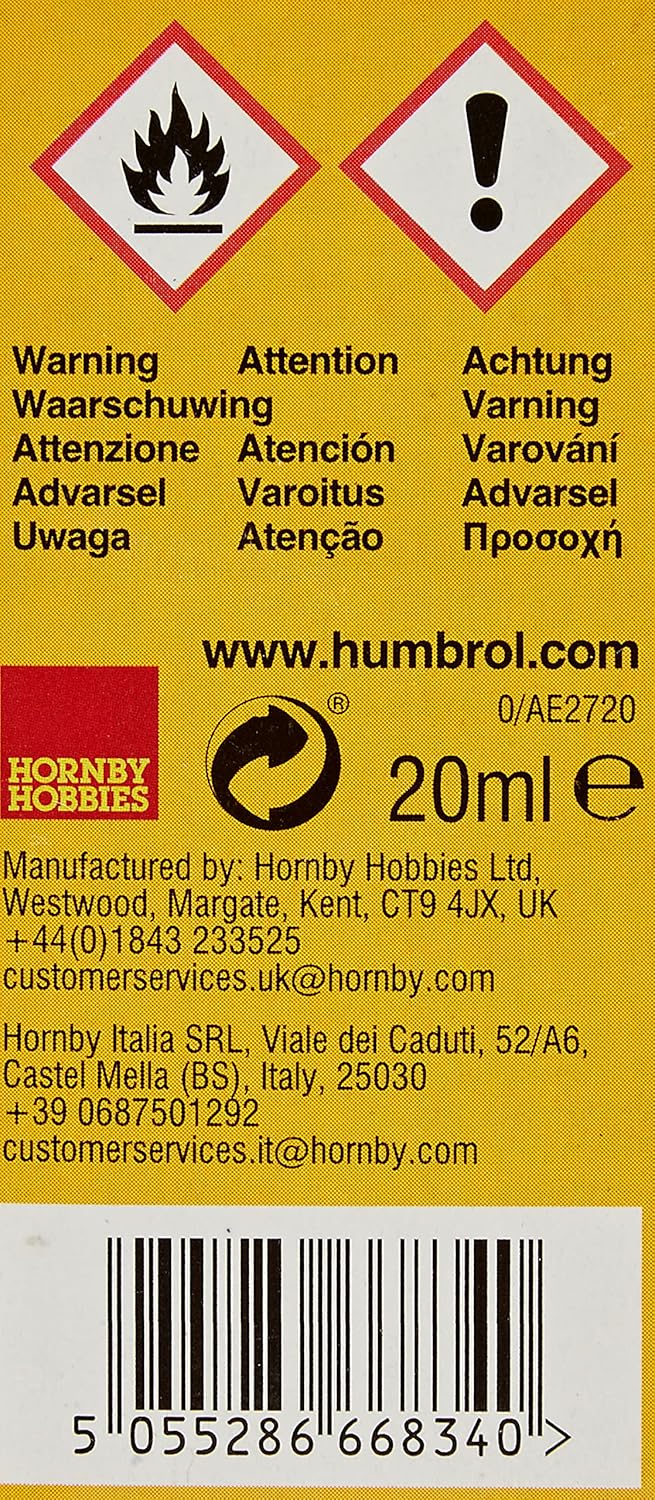 Warning Attention Achtung
Waarschuwing Varning
Attenzione Atención Varování
Advarsel Varoitus Advarsel
Uwaga Atenção Προσοχή
www.humbrol.com
®
0/AE2720
HORNBY
HOBBIES
20ml e
Manufactured by: Hornby Hobbies Ltd,
Westwood, Margate, Kent, CT9 4JX, UK
+44(0)1843 233525
customerservices.uk@hornby.com
Hornby Italia SRL, Viale dei Caduti, 52/A6,
Castel Mella (BS), Italy, 25030
+39 0687501292
customerservices.it@hornby.com
5 055286 668340 >